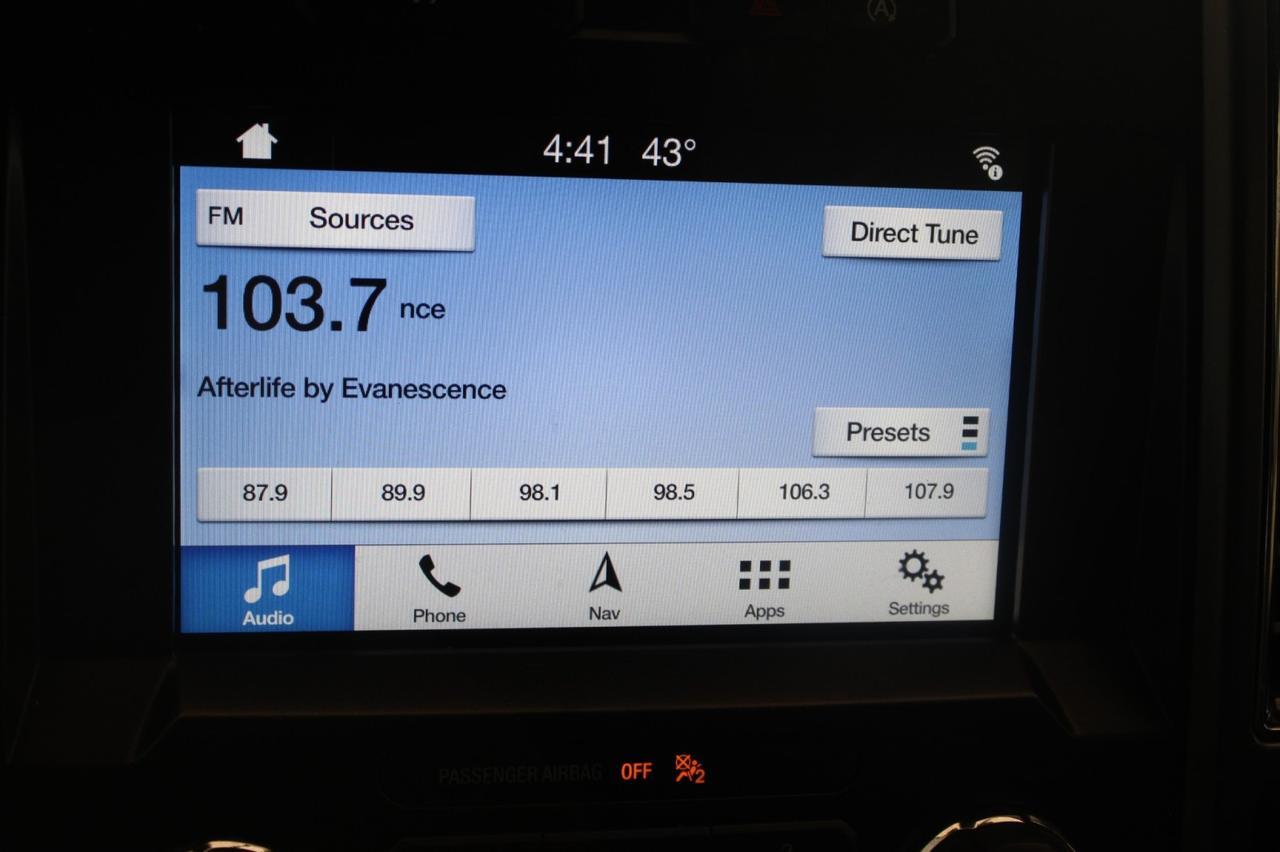 4:41 43°
FM Sources
Direct Tune
103.7 nce
Afterlife by Evanescence
Presets
87.9 89.9 98.1 98.5 106.3 107.9
Audio Phone Nav Apps Settings
PASSENGER AIRBAG OFF 2